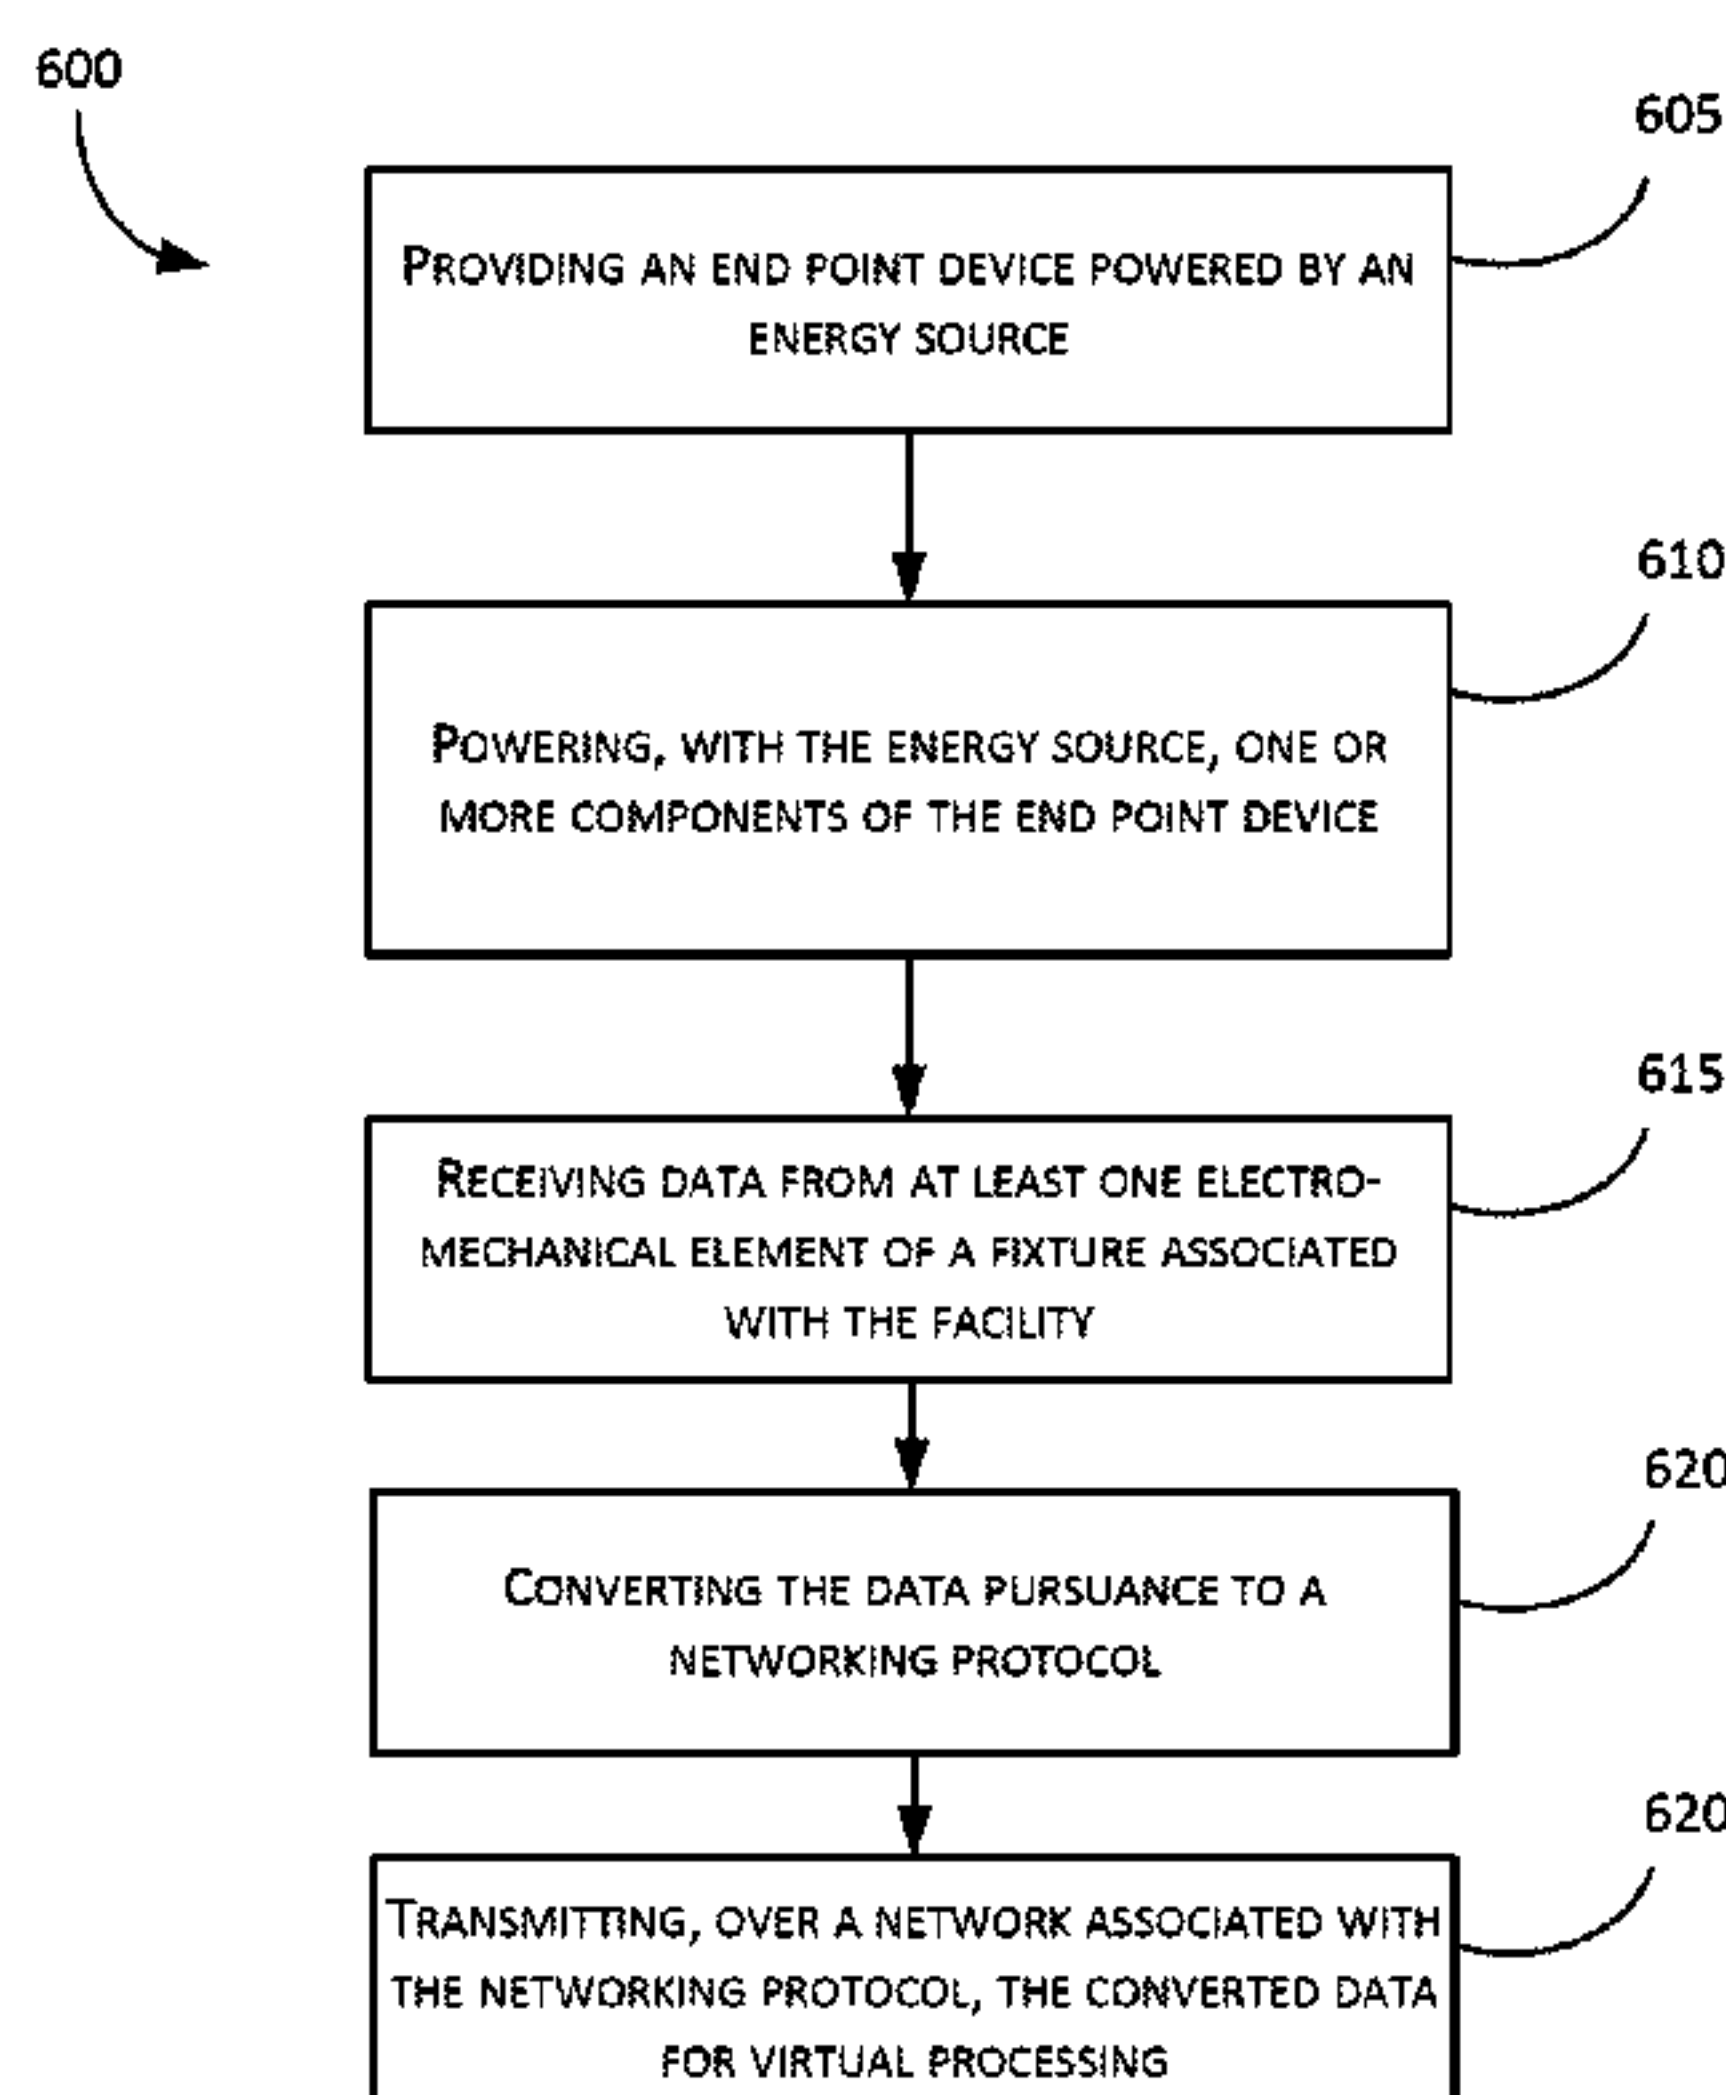 600
605
PROVIDING AN END POINT DEVICE POWERED BY AN
ENERGY SOURCE
610
POWERING, WITH THE ENERGY SOURCE, ONE OR
MORE COMPONENTS OF THE END POINT DEVICE
615
RECEIVING DATA FROM AT LEAST ONE ELECTRO-
MECHANICAL ELEMENT OF A FIXTURE ASSOCIATED
WITH THE FACILITY
620
CONVERTING THE DATA PURSUANCE TO A
NETWORKING PROTOCOL
620
TRANSMITTING, OVER A NETWORK ASSOCIATED WITH
THE NETWORKING PROTOCOL, THE CONVERTED DATA
FOR VIRTUAL PROCESSING